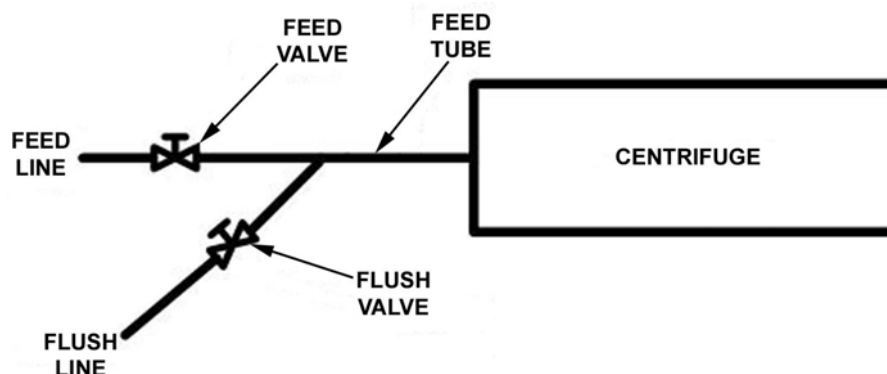 FEED
VALVE
FEED
TUBE
FEED
LINE
CENTRIFUGE
FLUSH
VALVE
FLUSH
LINE